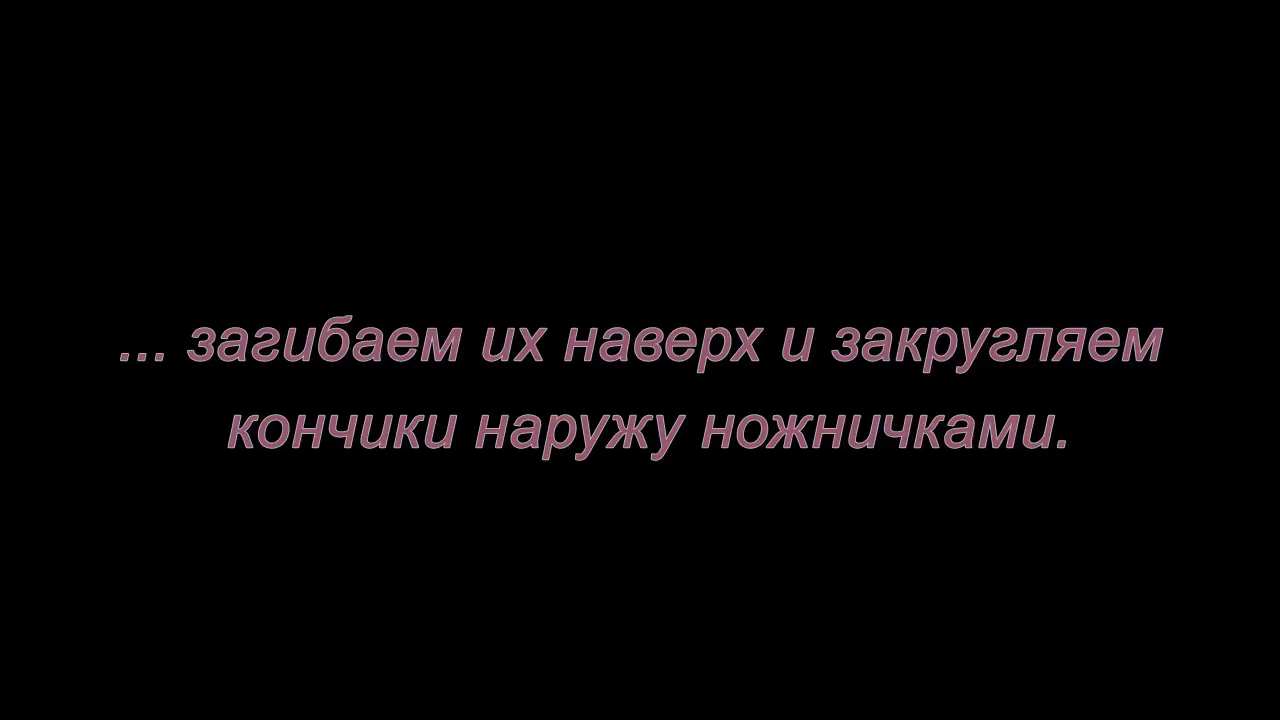 ... загибаем их наверх и закругляем
кончики наружу ножничками.